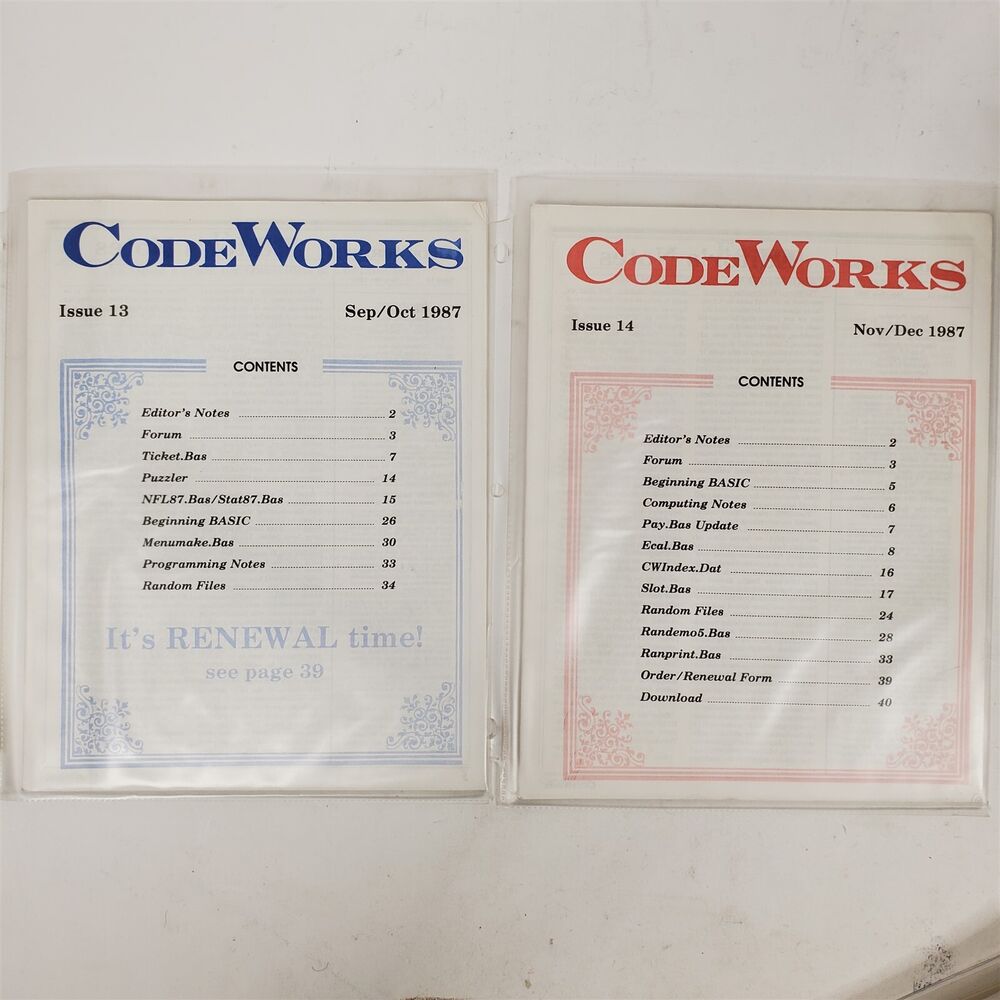 CODEWORKS
Issue 13 Sep/Oct 1987
CONTENTS
Editor's Notes 2
Forum 3
Ticket.Bas 7
Puzzler 14
NFL87.Bas/Stat87.Bas 15
Beginning BASIC 26
Menumake.Bas 30
Programming Notes 33
Random Files 34
It's RENEWAL time!
see page 39
CODEWORKS
Issue 14 Nov/Dec 1987
CONTENTS
Editor's Notes 2
Forum 3
Beginning BASIC 5
Computing Notes 6
Pay.Bas Update 7
Ecal.Bas 8
CWIndex.Dat 16
Slot.Bas 17
Random Files 24
Randemo5.Bas 28
Ranprint.Bas 33
Order/Renewal Form 39
Download 40